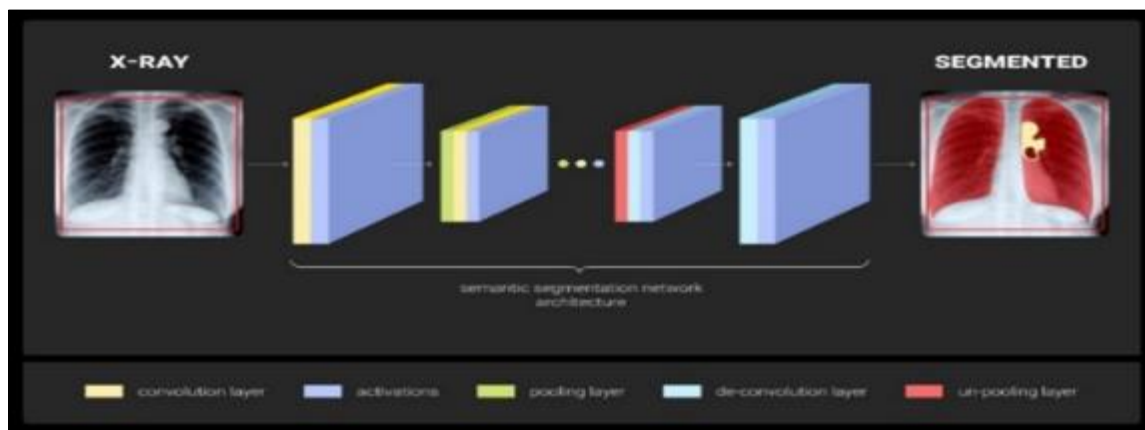 X-RAY
SEGMENTED
semantic segmentation network
architecture
convolution layer
activations
pooling layer
de-convolution layer
un-pooling layer